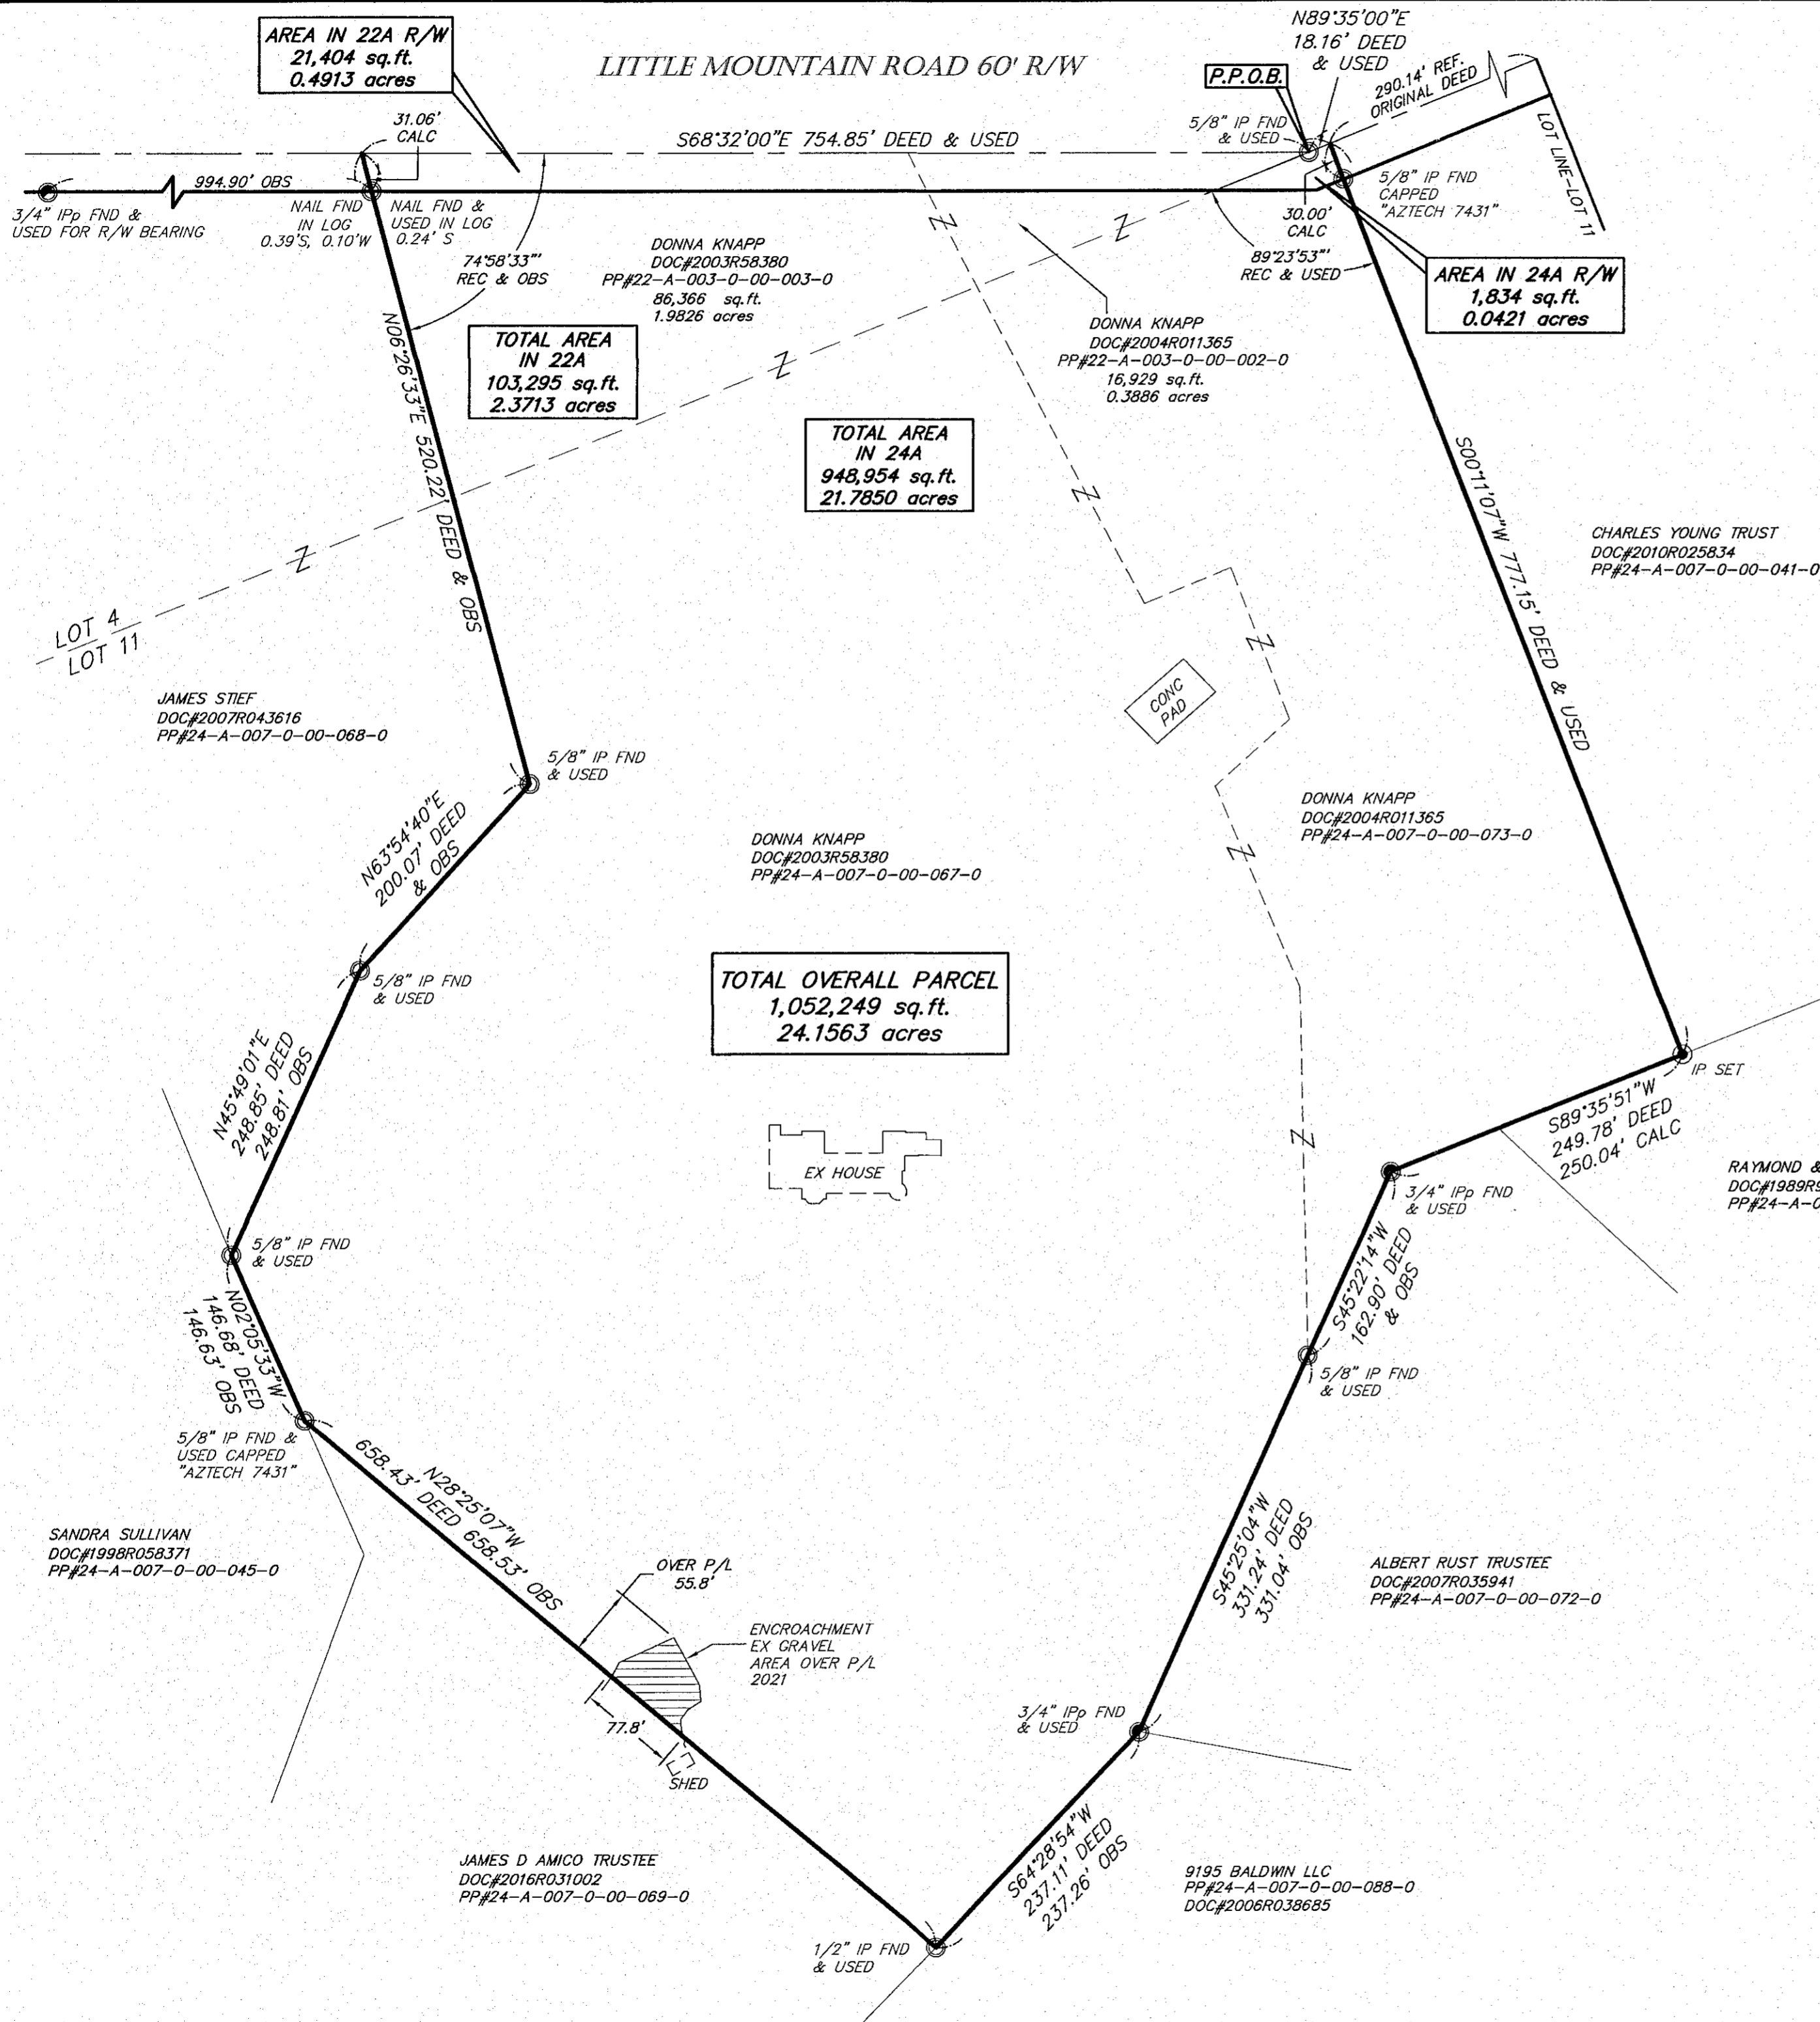 AREA IN 22A R/W
21,404 sq.ft.
0.4913 acres
LITTLE MOUNTAIN ROAD 60' R/W
N89°35'00"E
18.16' DEED
& USED
P.P.O.B.
290.14' REF.
ORIGINAL DEED
5/8" IP FND
& USED
LOT LINE-LOT 11
31.06'
CALC
S68°32'00"E 754.85' DEED & USED
994.90' OBS
3/4" IPp FND &
USED FOR R/W BEARING
NAIL FND
IN LOG
0.39'S, 0.10'W
NAIL FND &
USED IN LOG
0.24' S
74°58'33"'
REC & OBS
DONNA KNAPP
DOC#2003R58380
PP#22-A-003-0-00-003-0
86,366 sq.ft.
1.9826 acres
30.00'
CALC
5/8" IP FND
CAPPED
"AZTECH 7431"
89°23'53"'
REC & USED
AREA IN 24A R/W
1,834 sq.ft.
0.0421 acres
TOTAL AREA
IN 22A
103,295 sq.ft.
2.3713 acres
DONNA KNAPP
DOC#2004R011365
PP#22-A-003-0-00-002-0
16,929 sq.ft.
0.3886 acres
N06°26'33"E 520.22' DEED & OBS
TOTAL AREA
IN 24A
948,954 sq.ft.
21.7850 acres
S00°11'07"W 777.15' DEED & USED
CHARLES YOUNG TRUST
DOC#2010R025834
PP#24-A-007-0-00-041-0
LOT 4
LOT 11
JAMES STIEF
DOC#2007R043616
PP#24-A-007-0-00-068-0
CONC
PAD
5/8" IP FND
& USED
N63°54'40"E
200.07' DEED
& OBS
DONNA KNAPP
DOC#2003R58380
PP#24-A-007-0-00-067-0
DONNA KNAPP
DOC#2004R011365
PP#24-A-007-0-00-073-0
5/8" IP FND
& USED
TOTAL OVERALL PARCEL
1,052,249 sq.ft.
24.1563 acres
N45°49'01"E
248.85' DEED
248.81' OBS
IP SET
S89°35'51"W
249.78' DEED
250.04' CALC
EX HOUSE
RAYMOND &
DOC#1989R9
PP#24-A-0
3/4" IPp FND
& USED
5/8" IP FND
& USED
S45°22'14"W
162.90' DEED
& OBS
N02°05'33"W
146.68' DEED
146.63' OBS
5/8" IP FND
& USED
5/8" IP FND &
USED CAPPED
"AZTECH 7431"
N28°25'07"W
658.43' DEED 658.53' OBS
SANDRA SULLIVAN
DOC#1998R058371
PP#24-A-007-0-00-045-0
OVER P/L
55.8'
S45°25'04"W
331.24' DEED
331.04' OBS
ALBERT RUST TRUSTEE
DOC#2007R035941
PP#24-A-007-0-00-072-0
ENCROACHMENT
EX GRAVEL
AREA OVER P/L
2021
77.8'
SHED
3/4" IPp FND
& USED
JAMES D AMICO TRUSTEE
DOC#2016R031002
PP#24-A-007-0-00-069-0
S64°28'54"W
237.11' DEED
237.26' OBS
9195 BALDWIN LLC
PP#24-A-007-0-00-088-0
DOC#2006R038685
1/2" IP FND
& USED